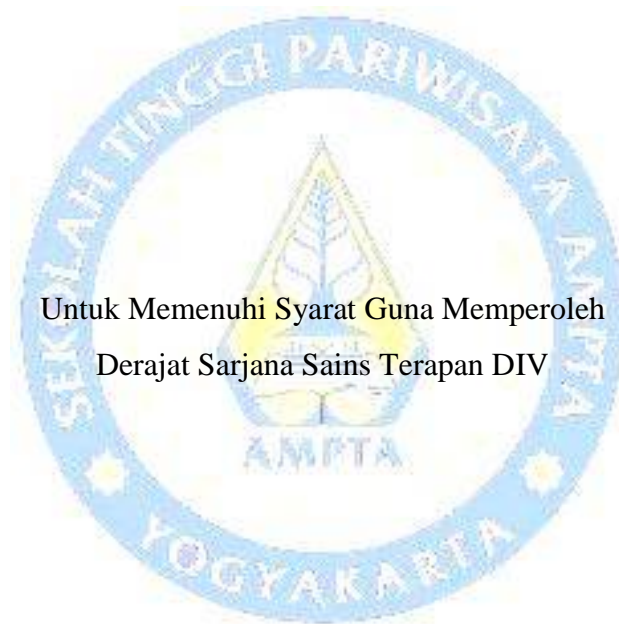 SEKOLAH TINGGI PARIWISATA AMPTA
Untuk Memenuhi Syarat Guna Memperoleh
Derajat Sarjana Sains Terapan DIV
AMPTA
YOGYAKARTA